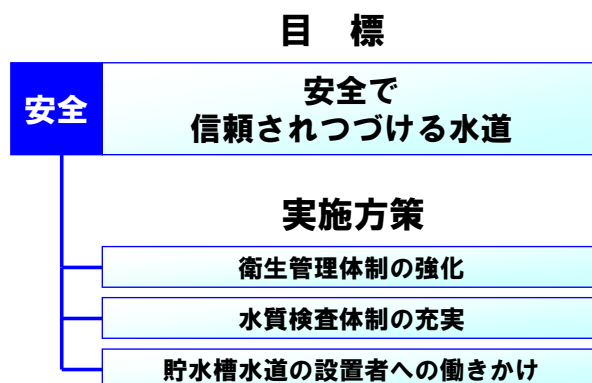 目　標
安全
安全で
信頼されつづける水道
実施方策
衛生管理体制の強化
水質検査体制の充実
貯水槽水道の設置者への働きかけ